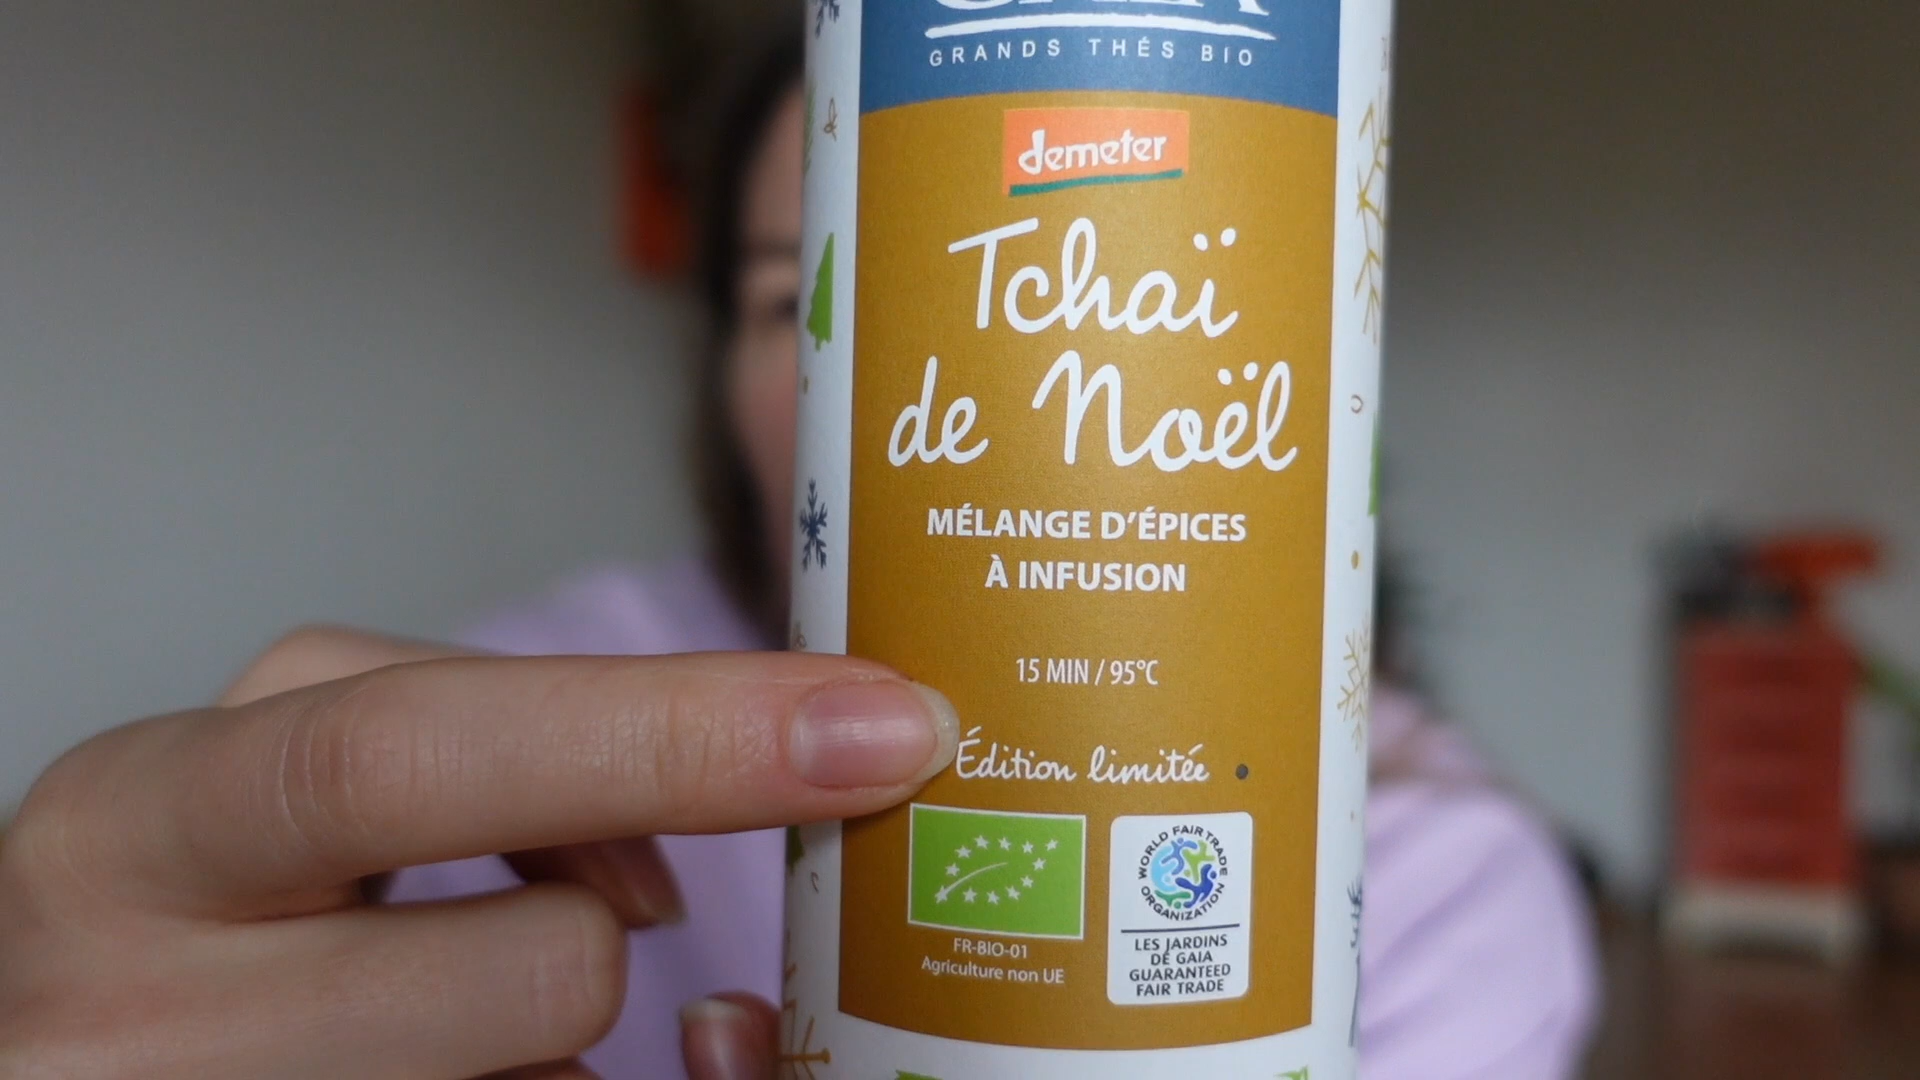 GRANDS THÉS BIO
demeter
Tchaï
de Noël
MÉLANGE D'ÉPICES
À INFUSION
15 MIN / 95°C
Édition limitée
FR-BIO-01
Agriculture non UE
WORLD FAIR TRADE
ORGANIZATION
LES JARDINS
DE GAIA
GUARANTEED
FAIR TRADE